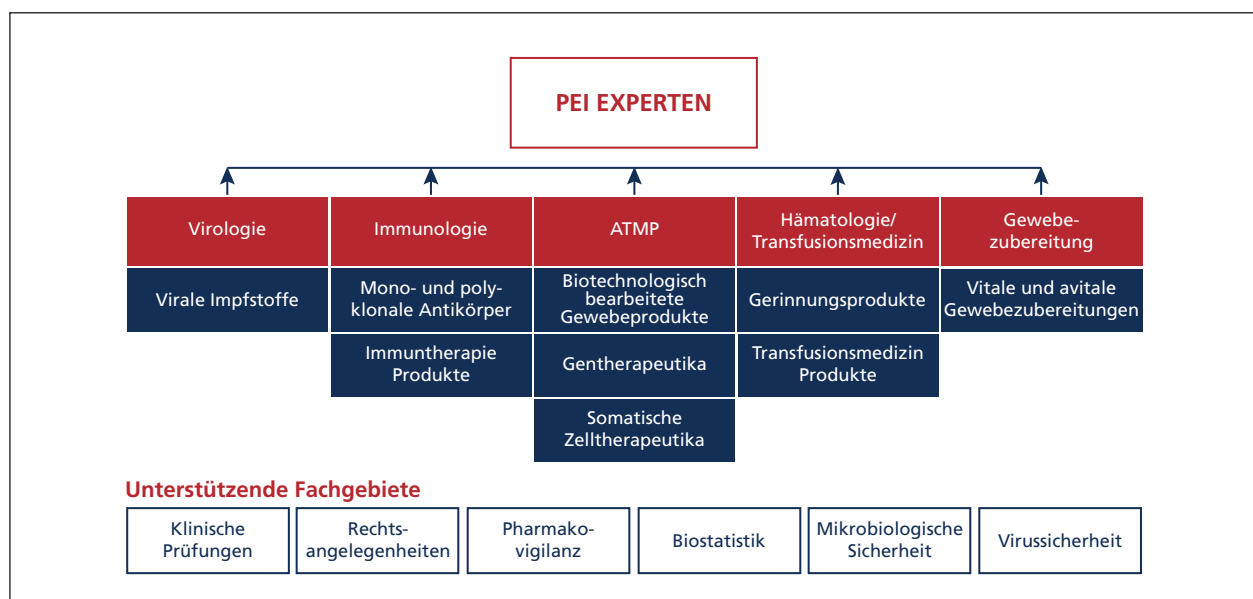 PEI EXPERTEN
Virologie
Immunologie
ATMP
Hämatologie/
Transfusionsmedizin
Gewebe-
zubereitung
Virale Impfstoffe
Mono- und poly-
klonale Antikörper
Biotechnologisch
bearbeitete
Gewebeprodukte
Gerinnungsprodukte
Vitale und avitale
Gewebezubereitungen
Immuntherapie
Produkte
Gentherapeutika
Transfusionsmedizin
Produkte
Somatische
Zelltherapeutika
Unterstützende Fachgebiete
Klinische
Prüfungen
Rechts-
angelegenheiten
Pharmako-
vigilanz
Biostatistik
Mikrobiologische
Sicherheit
Virussicherheit